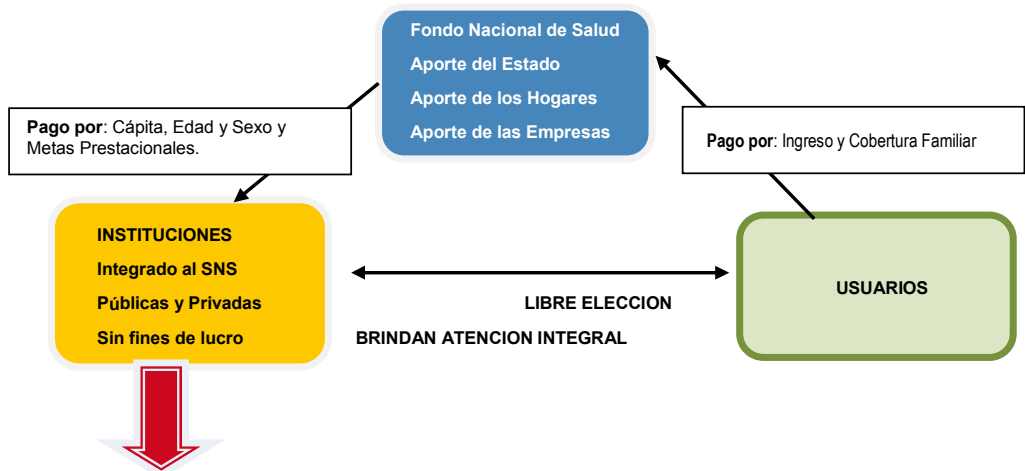 Fondo Nacional de Salud
Aporte del Estado
Aporte de los Hogares
Aporte de las Empresas
Pago por: Cápita, Edad y Sexo y
Metas Prestacionales.
Pago por: Ingreso y Cobertura Familiar
INSTITUCIONES
Integrado al SNS
Públicas y Privadas
Sin fines de lucro
LIBRE ELECCION
BRINDAN ATENCION INTEGRAL
USUARIOS